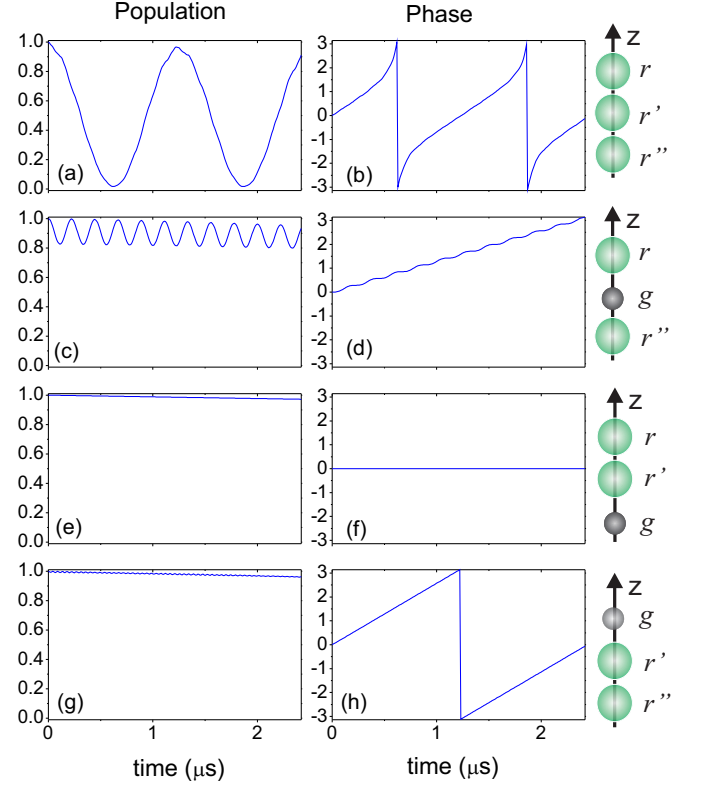 Population Phase
1.0
0.8
0.6
0.4
0.2
0.0
(a)
3
2
1
0
-1
-2
-3
(b)
z
r
r’
r’’
1.0
0.8
0.6
0.4
0.2
0.0
(c)
3
2
1
0
-1
-2
-3
(d)
z
r
g
r’’
1.0
0.8
0.6
0.4
0.2
0.0
(e)
3
2
1
0
-1
-2
-3
(f)
z
r
r’
g
1.0
0.8
0.6
0.4
0.2
0.0
(g)
3
2
1
0
-1
-2
-3
(h)
z
g
r’
r’’
0 1 2
0 1 2
time (μs) time (μs)